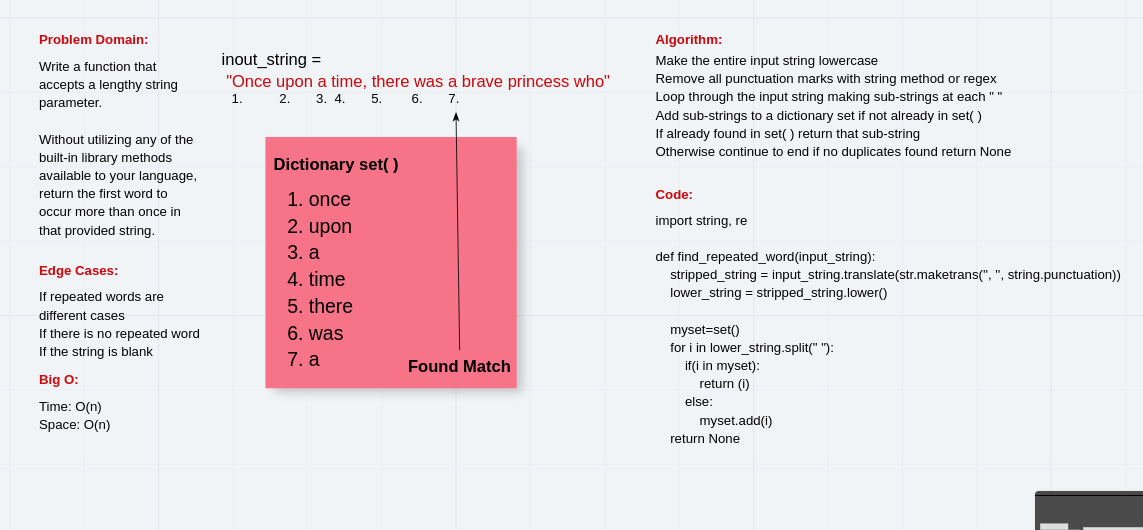 Problem Domain:
Write a function that
accepts a lengthy string
parameter.
Without utilizing any of the
built-in library methods
available to your language,
return the first word to
occur more than once in
that provided string.
Edge Cases:
If repeated words are
different cases
If there is no repeated word
If the string is blank
Big O:
Time: O(n)
Space: O(n)
inout_string =
"Once upon a time, there was a brave princess who"
1. 2. 3. 4. 5. 6. 7.
Dictionary set( )
1. once
2. upon
3. a
4. time
5. there
6. was
7. a
Found Match
Algorithm:
Make the entire input string lowercase
Remove all punctuation marks with string method or regex
Loop through the input string making sub-strings at each " "
Add sub-strings to a dictionary set if not already in set( )
If already found in set( ) return that sub-string
Otherwise continue to end if no duplicates found return None
Code:
import string, re
def find_repeated_word(input_string):
stripped_string = input_string.translate(str.maketrans('', '', string.punctuation))
lower_string = stripped_string.lower()
myset=set()
for i in lower_string.split(" "):
if(i in myset):
return (i)
else:
myset.add(i)
return None